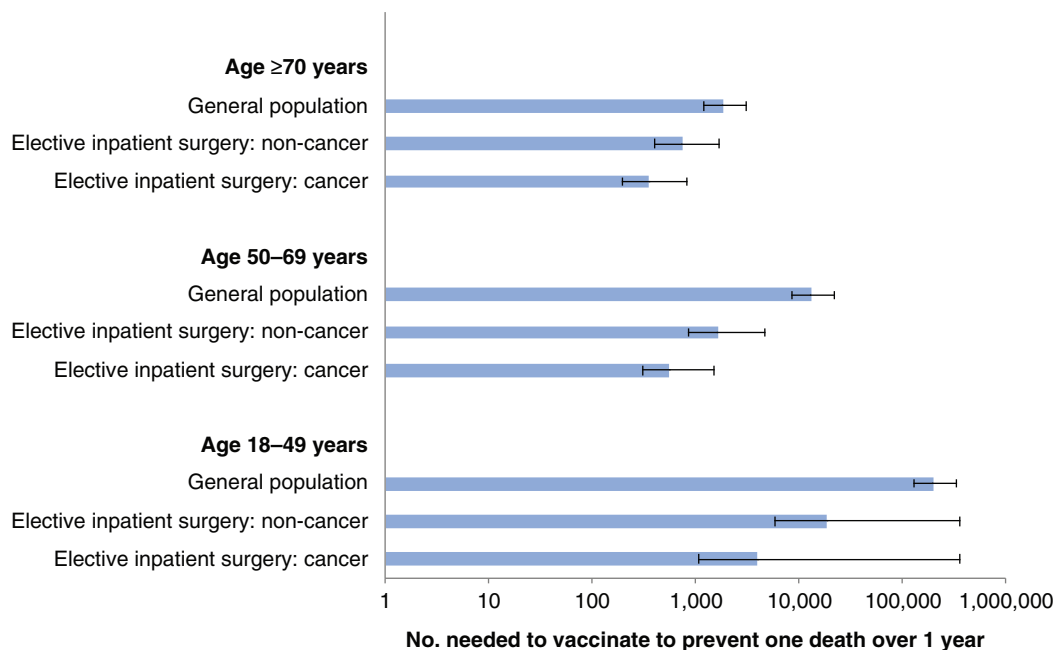 Age ≥70 years
General population
Elective inpatient surgery: non-cancer
Elective inpatient surgery: cancer
Age 50–69 years
General population
Elective inpatient surgery: non-cancer
Elective inpatient surgery: cancer
Age 18–49 years
General population
Elective inpatient surgery: non-cancer
Elective inpatient surgery: cancer
1 10 100 1,000 10,000 100,000 1,000,000
No. needed to vaccinate to prevent one death over 1 year